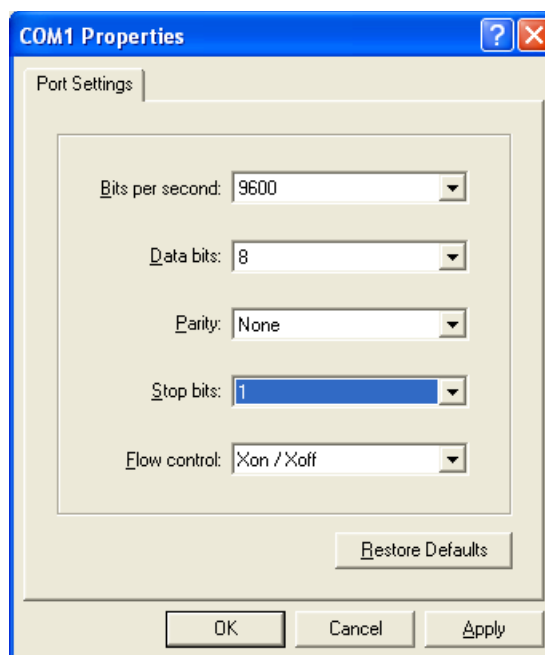 COM1 Properties
Port Settings
Bits per second: 9600
Data bits: 8
Parity: None
Stop bits: 1
Flow control: Xon / Xoff
Restore Defaults
OK Cancel Apply